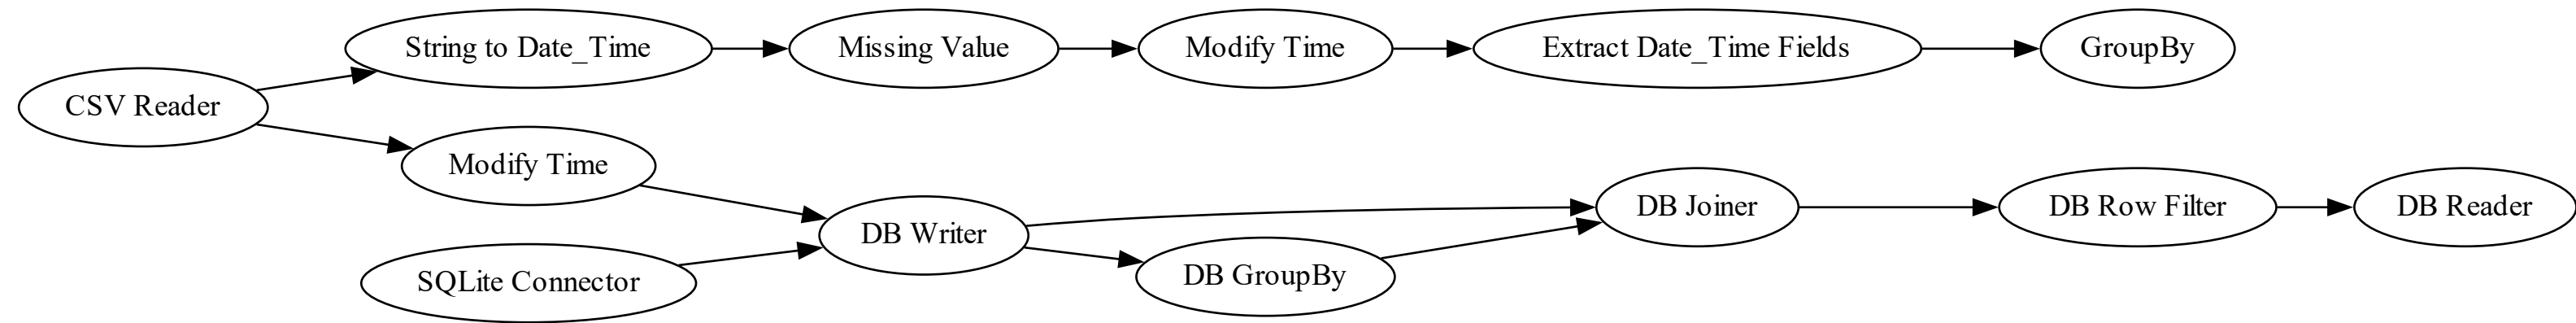 CSV Reader
String to Date_Time
Missing Value
Modify Time
Extract Date_Time Fields
GroupBy
Modify Time
SQLite Connector
DB Writer
DB GroupBy
DB Joiner
DB Row Filter
DB Reader